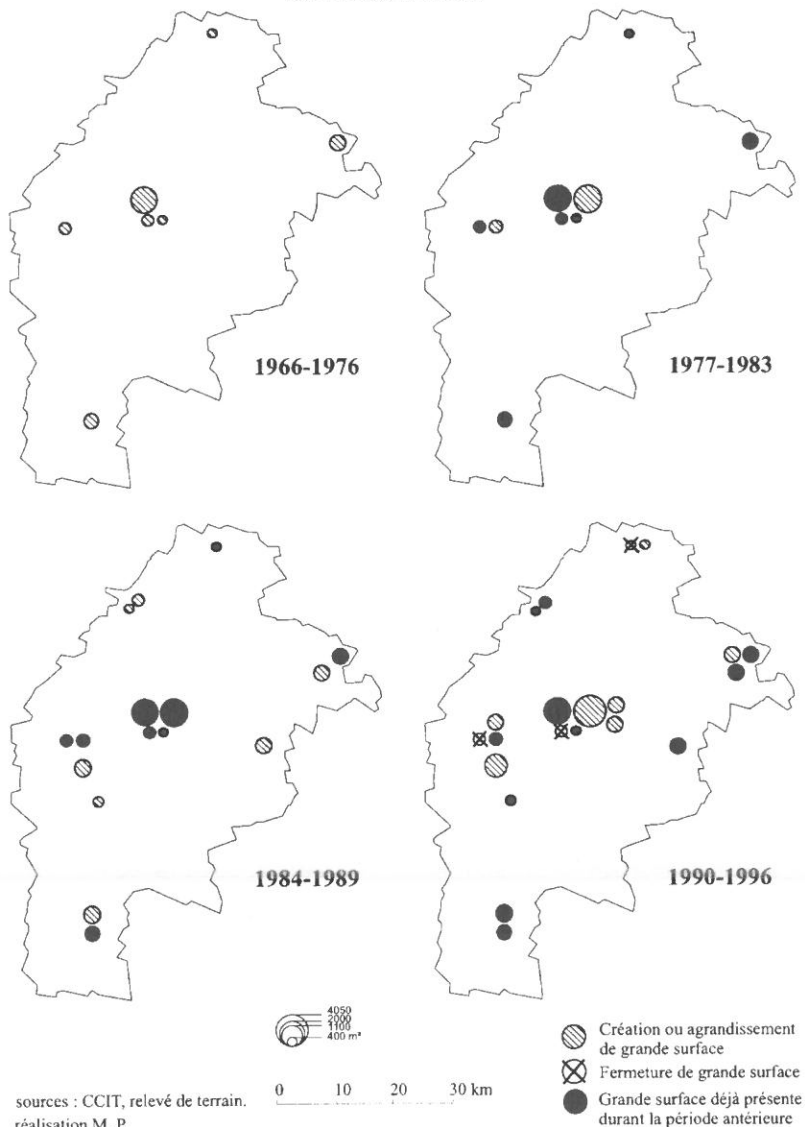 1966-1976
1977-1983
1984-1989
1990-1996
4050
2000
1100
400 m²
0 10 20 30 km
sources : CCIT, relevé de terrain.
réalisation M. P.
Création ou agrandissement
de grande surface
Fermeture de grande surface
Grande surface déjà présente
durant la période antérieure